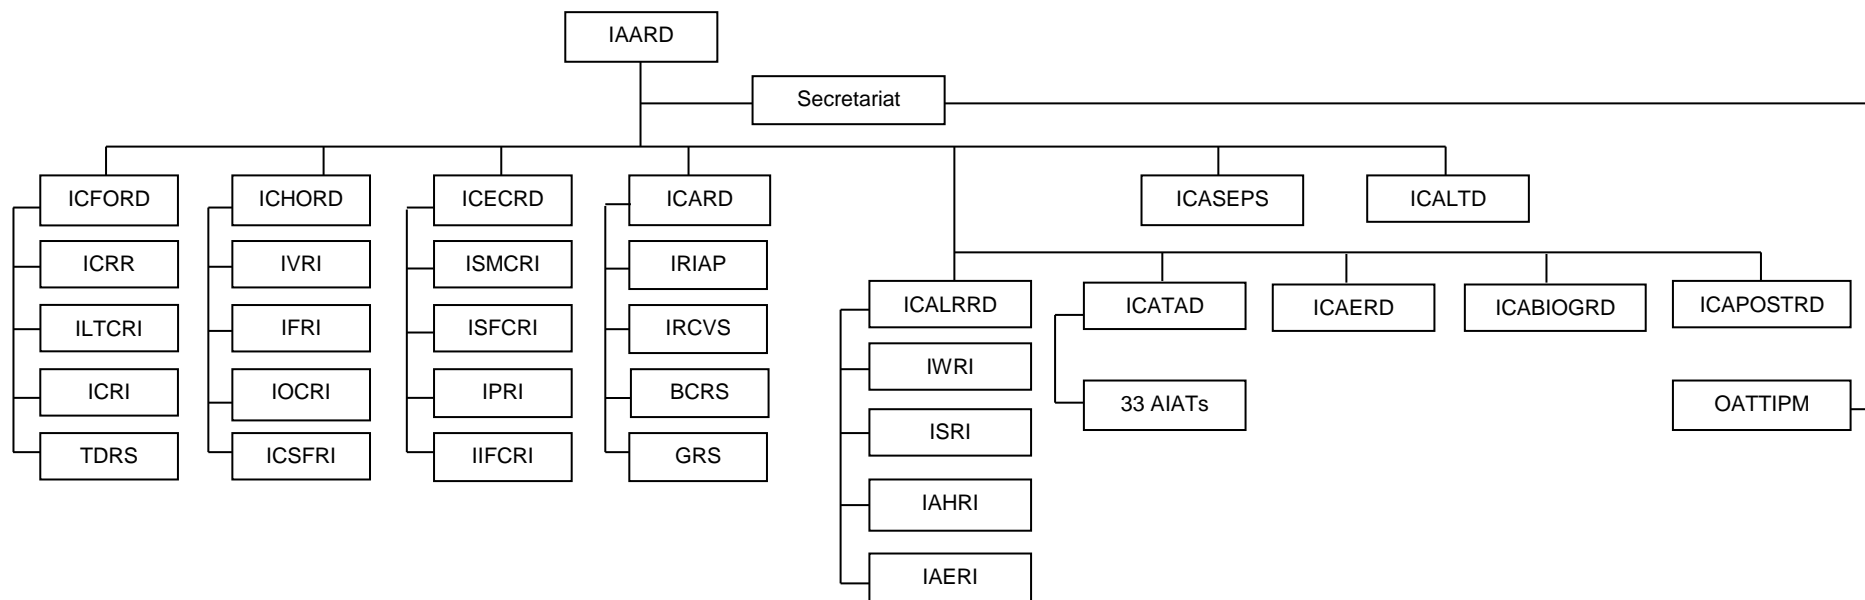 IAARD
Secretariat
ICFORD
ICHORD
ICECRD
ICARD
ICASEPS
ICALTD
ICRR
IVRI
ISMCRI
IRIAP
ICALRRD
ICATAD
ICAERD
ICABIOGRD
ICAPOSTRD
ILTCRI
IFRI
ISFCRI
IRCVS
IWRI
ICRI
IOCRI
IPRI
BCRS
33 AIATs
OATTIPM
ISRI
TDRS
ICSFRI
IIFCRI
GRS
IAHRI
IAERI